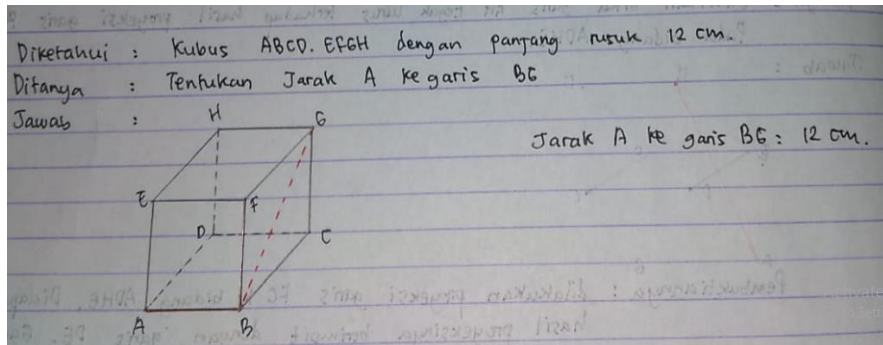 Diketahui : Kubus ABCD.EFGH dengan panjang rusuk 12 cm.
Ditanya : Tentukan Jarak A ke garis BG
Jawab :
H
G
Jarak A ke garis BG : 12 cm.
E
F
D
C
A
B